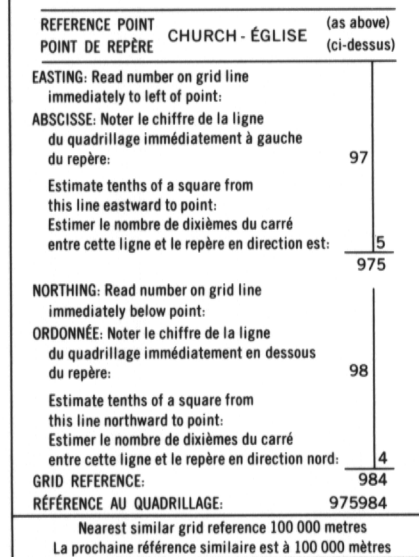 REFERENCE POINT
POINT DE REPÈRE
CHURCH - ÉGLISE
(as above)
(ci-dessus)
EASTING: Read number on grid line
immediately to left of point:
ABSCISSE: Noter le chiffre de la ligne
du quadrillage immédiatement à gauche
du repère: 97
Estimate tenths of a square from
this line eastward to point:
Estimer le nombre de dixièmes du carré
entre cette ligne et le repère en direction est: 5
975
NORTHING: Read number on grid line
immediately below point:
ORDONNÉE: Noter le chiffre de la ligne
du quadrillage immédiatement en dessous
du repère: 98
Estimate tenths of a square from
this line northward to point:
Estimer le nombre de dixièmes du carré
entre cette ligne et le repère en direction nord: 4
GRID REFERENCE: 984
RÉFÉRENCE AU QUADRILLAGE: 975984
Nearest similar grid reference 100 000 metres
La prochaine référence similaire est à 100 000 mètres